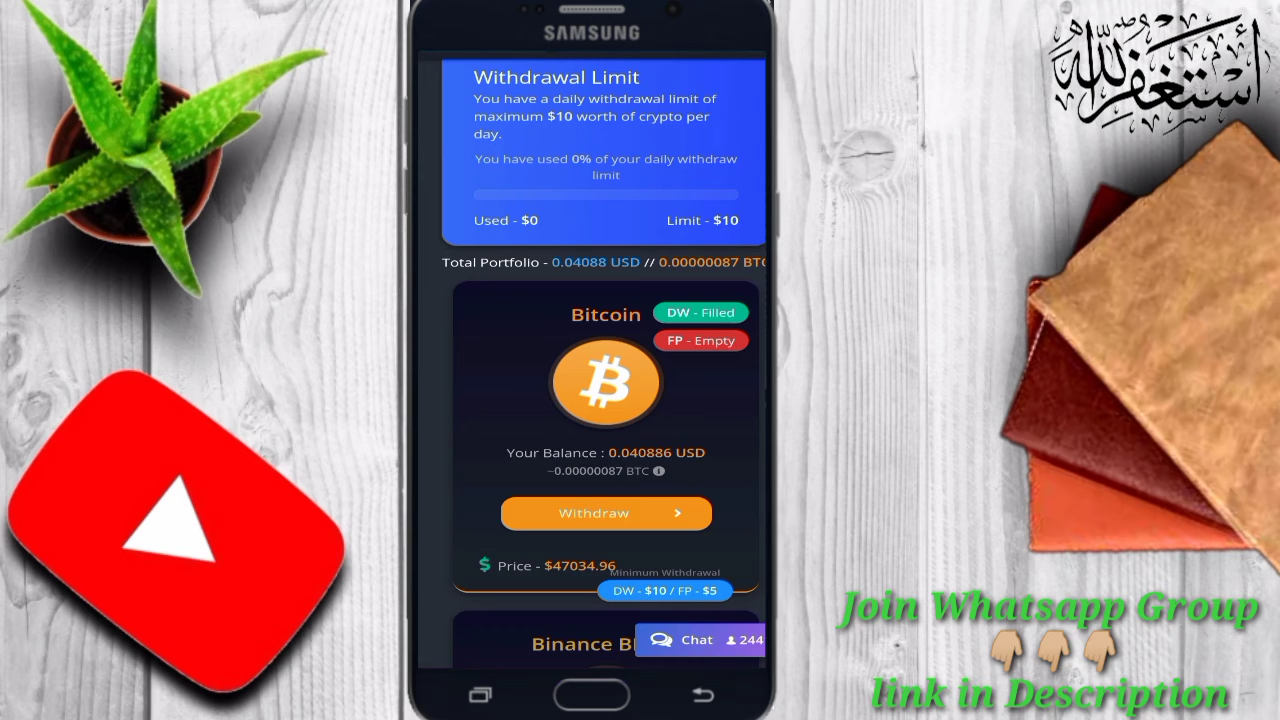 SAMSUNG
أستغفر الله
Withdrawal Limit
You have a daily withdrawal limit of
maximum $10 worth of crypto per
day.
You have used 0% of your daily withdraw
limit
Used - $0
Limit - $10
Total Portfolio - 0.04088 USD // 0.00000087 BTC
Bitcoin
DW - Filled
FP - Empty
Your Balance : 0.040886 USD
~0.00000087 BTC
Withdraw
Price - $47034.96
Minimum Withdrawal
DW - $10 / FP - $5
Binance B
Chat 244
Join Whatsapp Group
👇🏼👇🏼👇🏼
link in Description